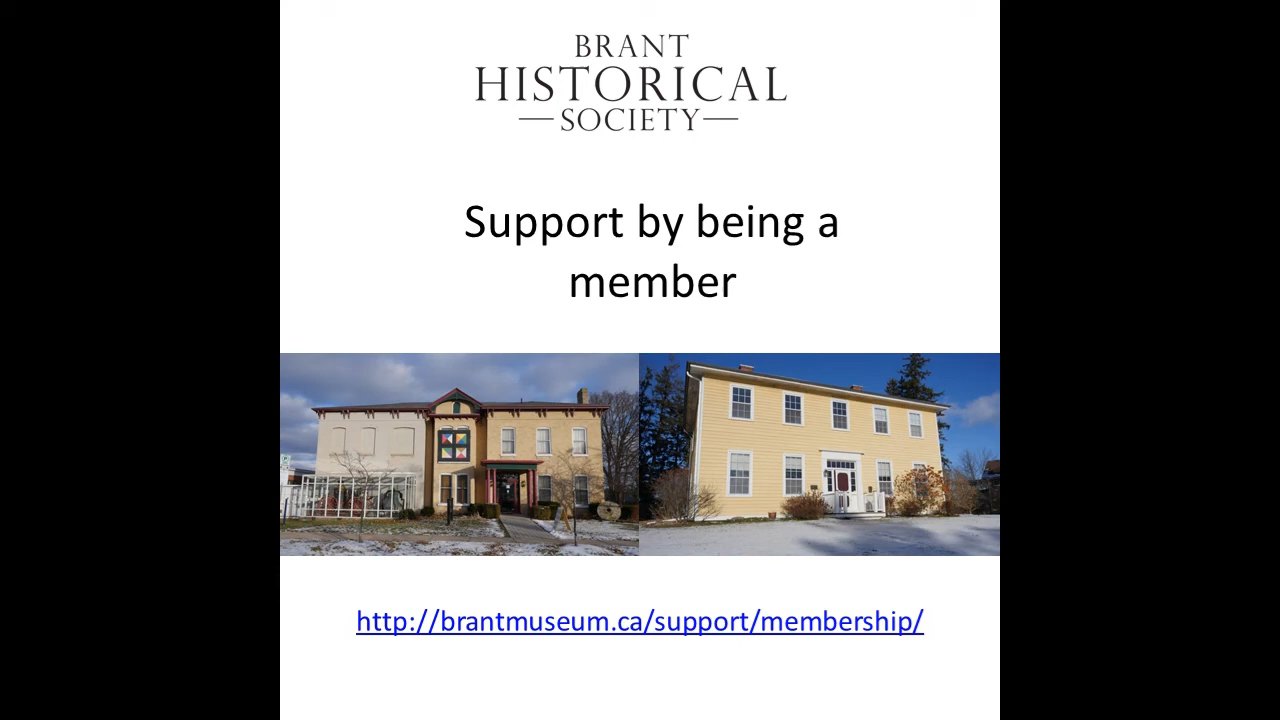 BRANT
HISTORICAL
SOCIETY
Support by being a
member
http://brantmuseum.ca/support/membership/